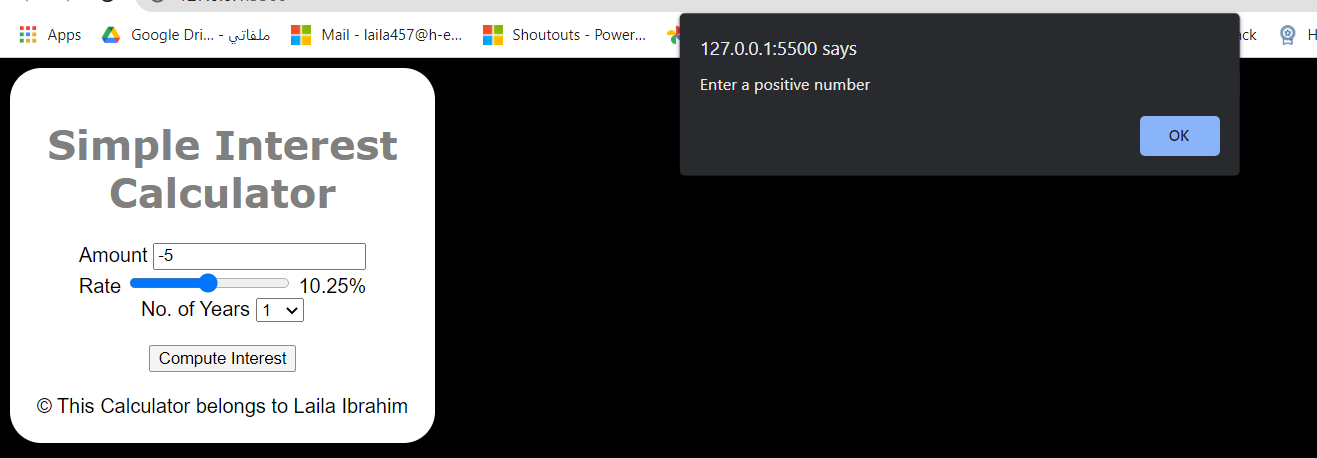 Apps
Google Dri... - ملفاتي
Mail - laila457@h-e...
Shoutouts - Power...
H
127.0.0.1:5500 says
Enter a positive number
OK
Simple Interest
Calculator
Amount -5
Rate 10.25%
No. of Years 1
Compute Interest
© This Calculator belongs to Laila Ibrahim